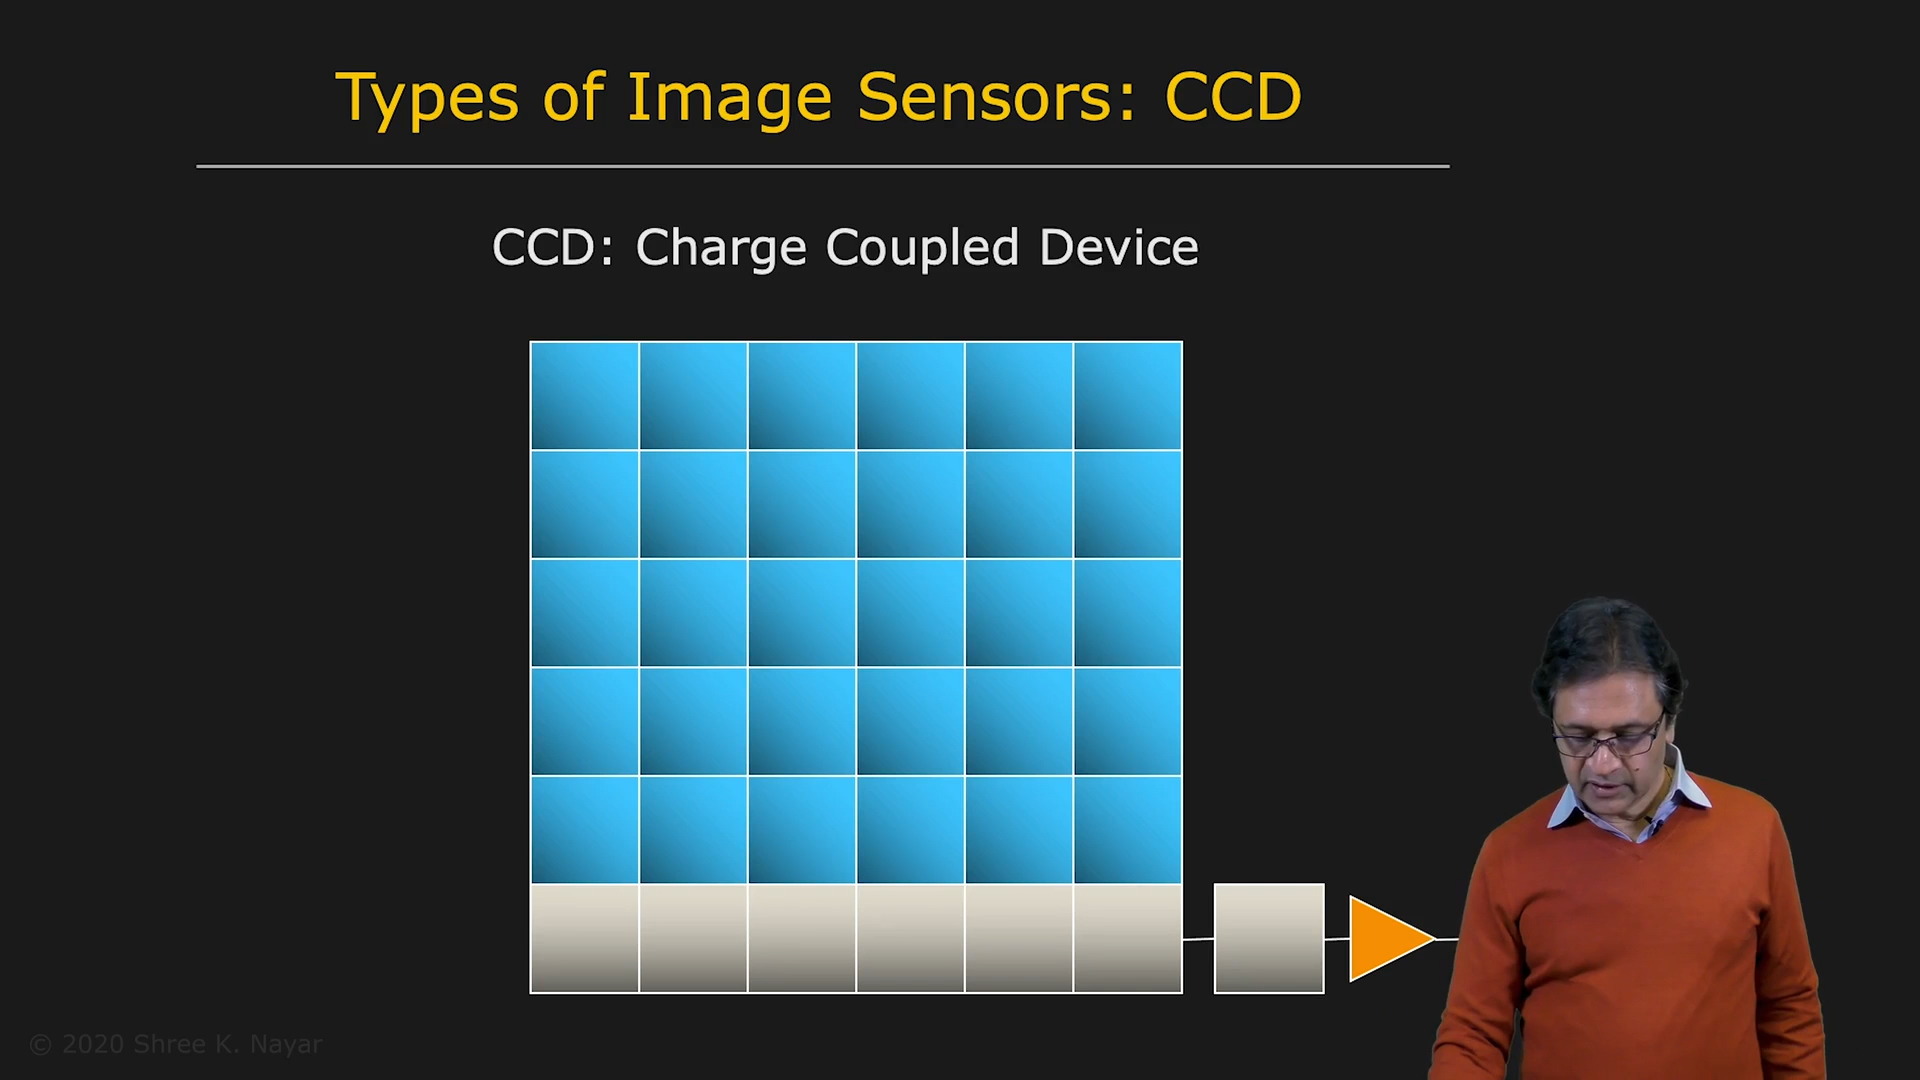 Types of Image Sensors: CCD
CCD: Charge Coupled Device
© 2020 Shree K. Nayar